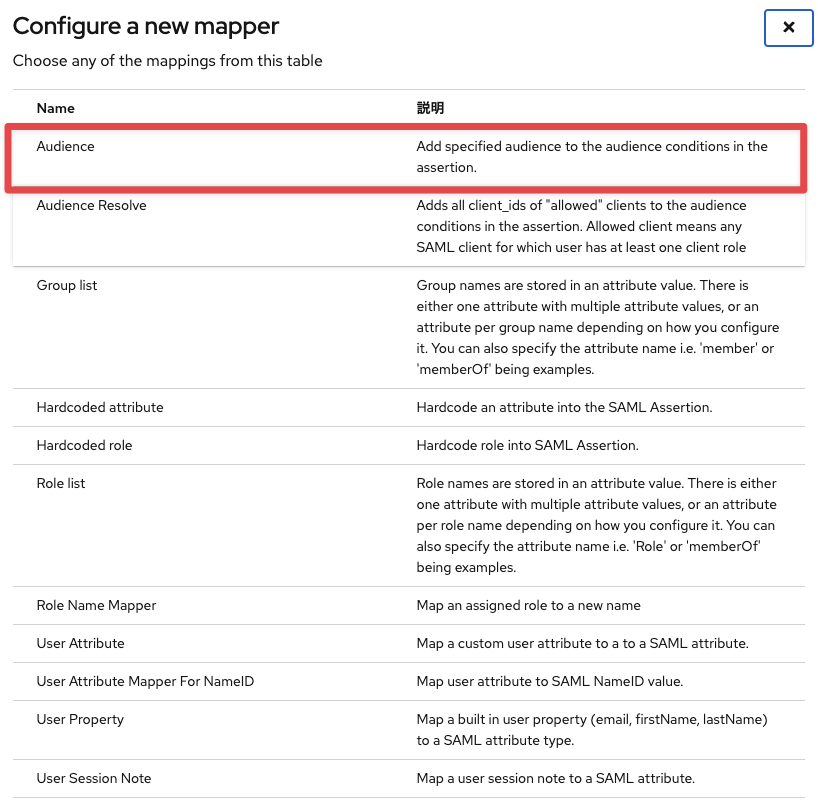 Configure a new mapper
Choose any of the mappings from this table
Name 説明
Audience Add specified audience to the audience conditions in the
assertion.
Audience Resolve Adds all client_ids of "allowed" clients to the audience
conditions in the assertion. Allowed client means any
SAML client for which user has at least one client role
Group list Group names are stored in an attribute value. There is
either one attribute with multiple attribute values, or an
attribute per group name depending on how you configure
it. You can also specify the attribute name i.e. 'member' or
'memberOf' being examples.
Hardcoded attribute Hardcode an attribute into the SAML Assertion.
Hardcoded role Hardcode role into SAML Assertion.
Role list Role names are stored in an attribute value. There is either
one attribute with multiple attribute values, or an attribute
per role name depending on how you configure it. You can
also specify the attribute name i.e. 'Role' or 'memberOf'
being examples.
Role Name Mapper Map an assigned role to a new name
User Attribute Map a custom user attribute to a to a SAML attribute.
User Attribute Mapper For NameID Map user attribute to SAML NameID value.
User Property Map a built in user property (email, firstName, lastName)
to a SAML attribute type.
User Session Note Map a user session note to a SAML attribute.